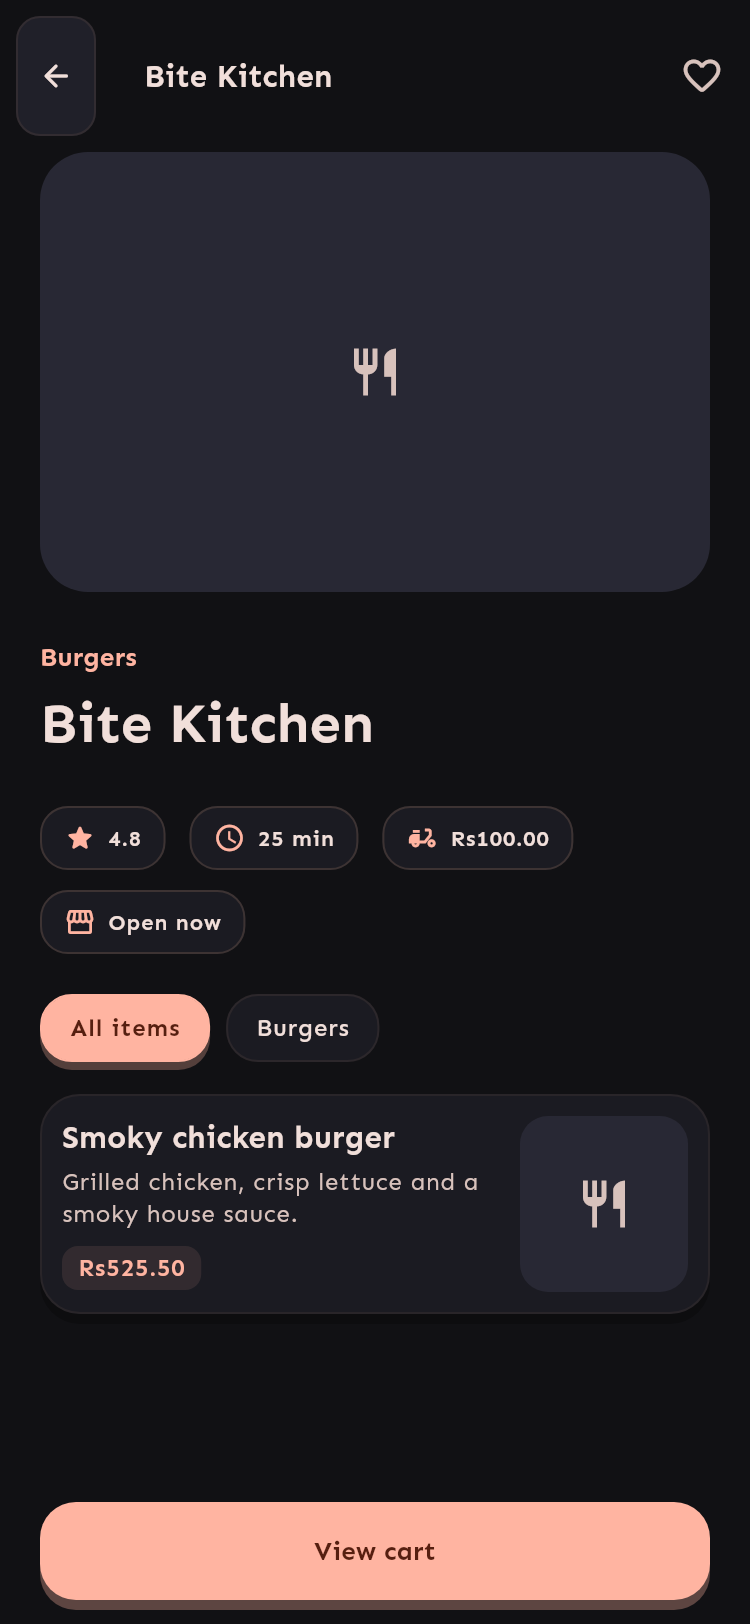 Bite Kitchen
Burgers
Bite Kitchen
4.8
25 min
Rs100.00
Open now
All items
Burgers
Smoky chicken burger
Grilled chicken, crisp lettuce and a
smoky house sauce.
Rs525.50
View cart